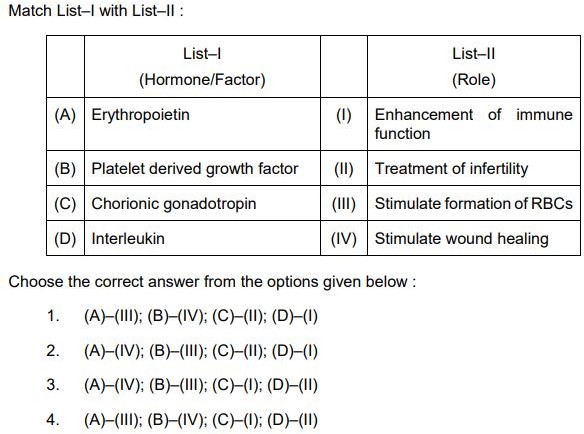 Match List–I with List–II :
List–I
(Hormone/Factor)
List–II
(Role)
(A) Erythropoietin (I) Enhancement of immune
function
(B) Platelet derived growth factor (II) Treatment of infertility
(C) Chorionic gonadotropin (III) Stimulate formation of RBCs
(D) Interleukin (IV) Stimulate wound healing
Choose the correct answer from the options given below :
1. (A)–(III); (B)–(IV); (C)–(II); (D)–(I)
2. (A)–(IV); (B)–(III); (C)–(II); (D)–(I)
3. (A)–(IV); (B)–(III); (C)–(I); (D)–(II)
4. (A)–(III); (B)–(IV); (C)–(I); (D)–(II)